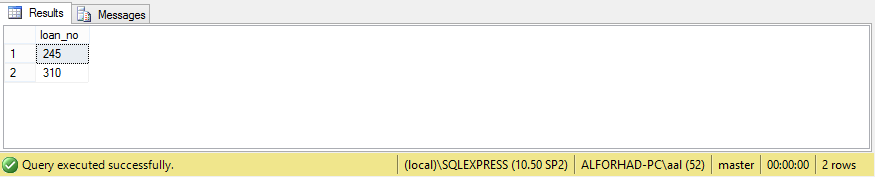 Results Messages
loan_no
1 245
2 310
Query executed successfully. (local)\SQLEXPRESS (10.50 SP2) ALFORHAD-PC\aal (52) master 00:00:00 2 rows